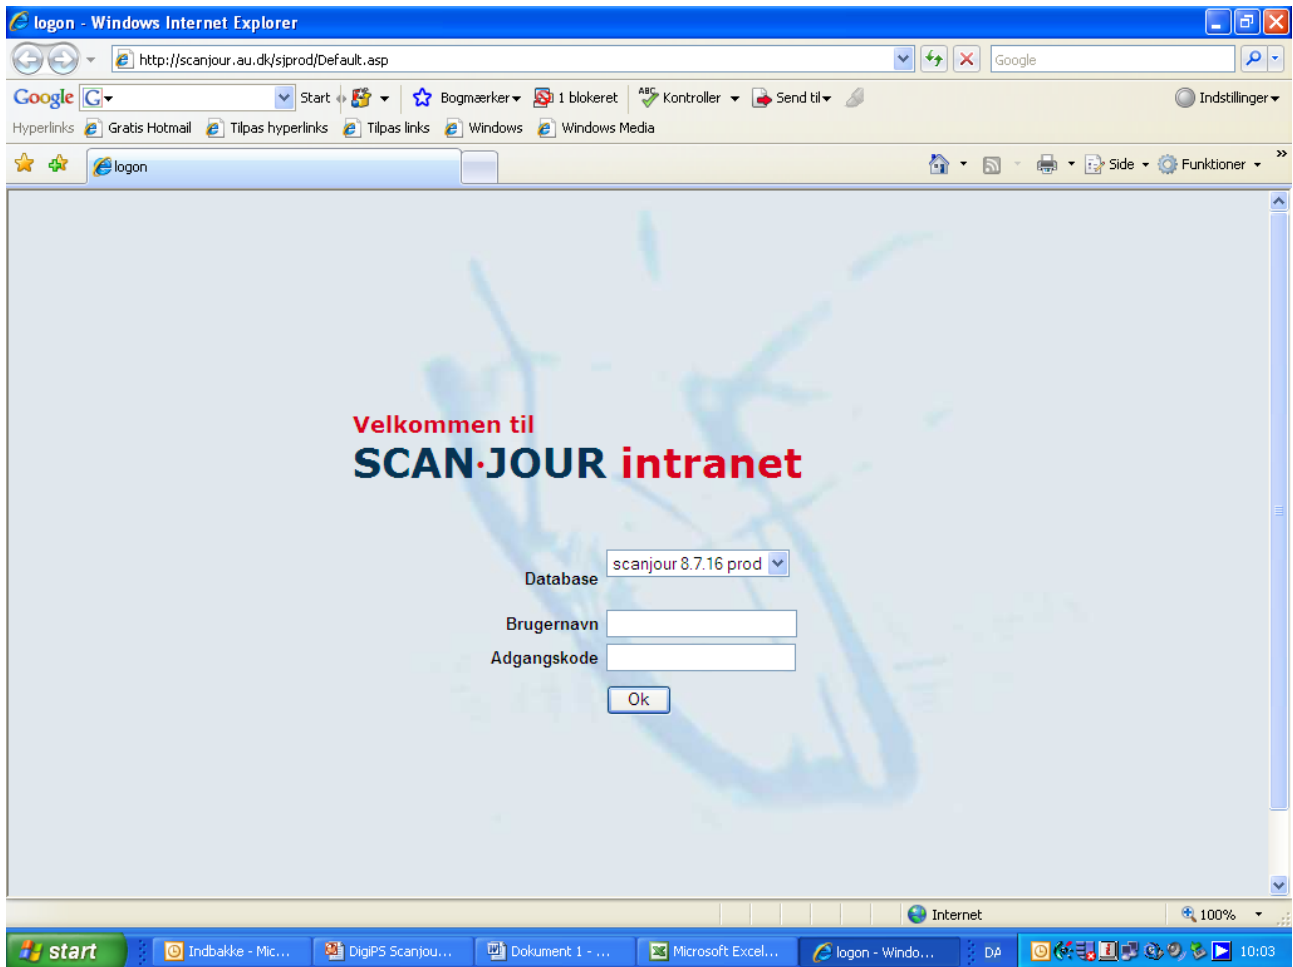 logon - Windows Internet Explorer
http://scanjour.au.dk/sjprod/Default.asp
Google
Google G Start Bogmærker 1 blokeret ABC Kontroller Send til Indstillinger
Hyperlinks Gratis Hotmail Tilpas hyperlinks Tilpas links Windows Windows Media
logon Side Funktioner »
Velkommen til
SCAN·JOUR intranet
Database scanjour 8.7.16 prod
Brugernavn
Adgangskode
Ok
Internet 100%
start Indbakke - Mic... DigiPS Scanjou... Dokument 1 - ... Microsoft Excel... logon - Windo... DA 10:03